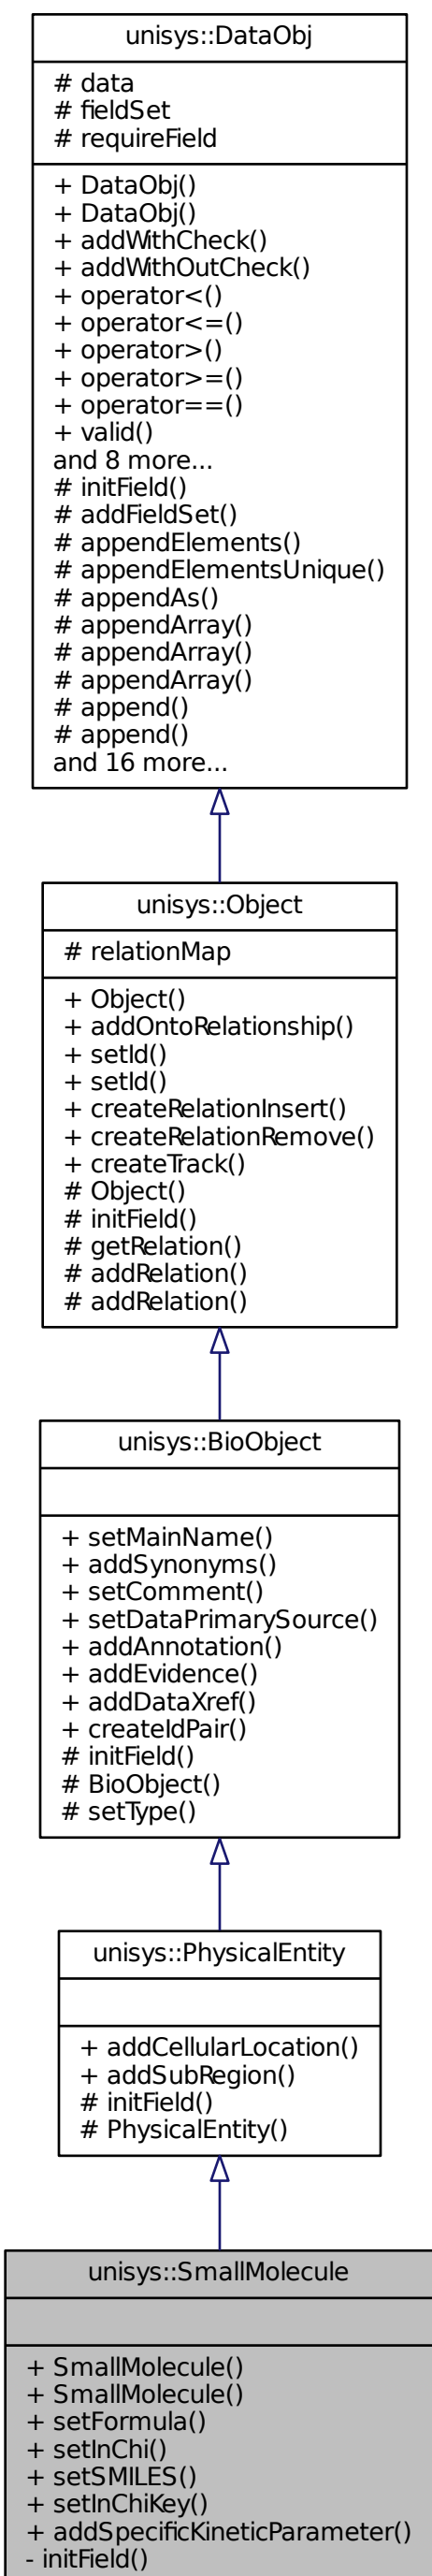 unisys::DataObj
# data
# fieldSet
# requireField
+ DataObj()
+ DataObj()
+ addWithCheck()
+ addWithOutCheck()
+ operator<()
+ operator<=()
+ operator>()
+ operator>=()
+ operator==()
+ valid()
and 8 more...
# initField()
# addFieldSet()
# appendElements()
# appendElementsUnique()
# appendAs()
# appendArray()
# appendArray()
# appendArray()
# append()
# append()
and 16 more...
unisys::Object
# relationMap
+ Object()
+ addOntoRelationship()
+ setId()
+ setId()
+ createRelationInsert()
+ createRelationRemove()
+ createTrack()
# Object()
# initField()
# getRelation()
# addRelation()
# addRelation()
unisys::BioObject
+ setMainName()
+ addSynonyms()
+ setComment()
+ setDataPrimarySource()
+ addAnnotation()
+ addEvidence()
+ addDataXref()
+ createIdPair()
# initField()
# BioObject()
# setType()
unisys::PhysicalEntity
+ addCellularLocation()
+ addSubRegion()
# initField()
# PhysicalEntity()
unisys::SmallMolecule
+ SmallMolecule()
+ SmallMolecule()
+ setFormula()
+ setInChi()
+ setSMILES()
+ setInChiKey()
+ addSpecificKineticParameter()
- initField()